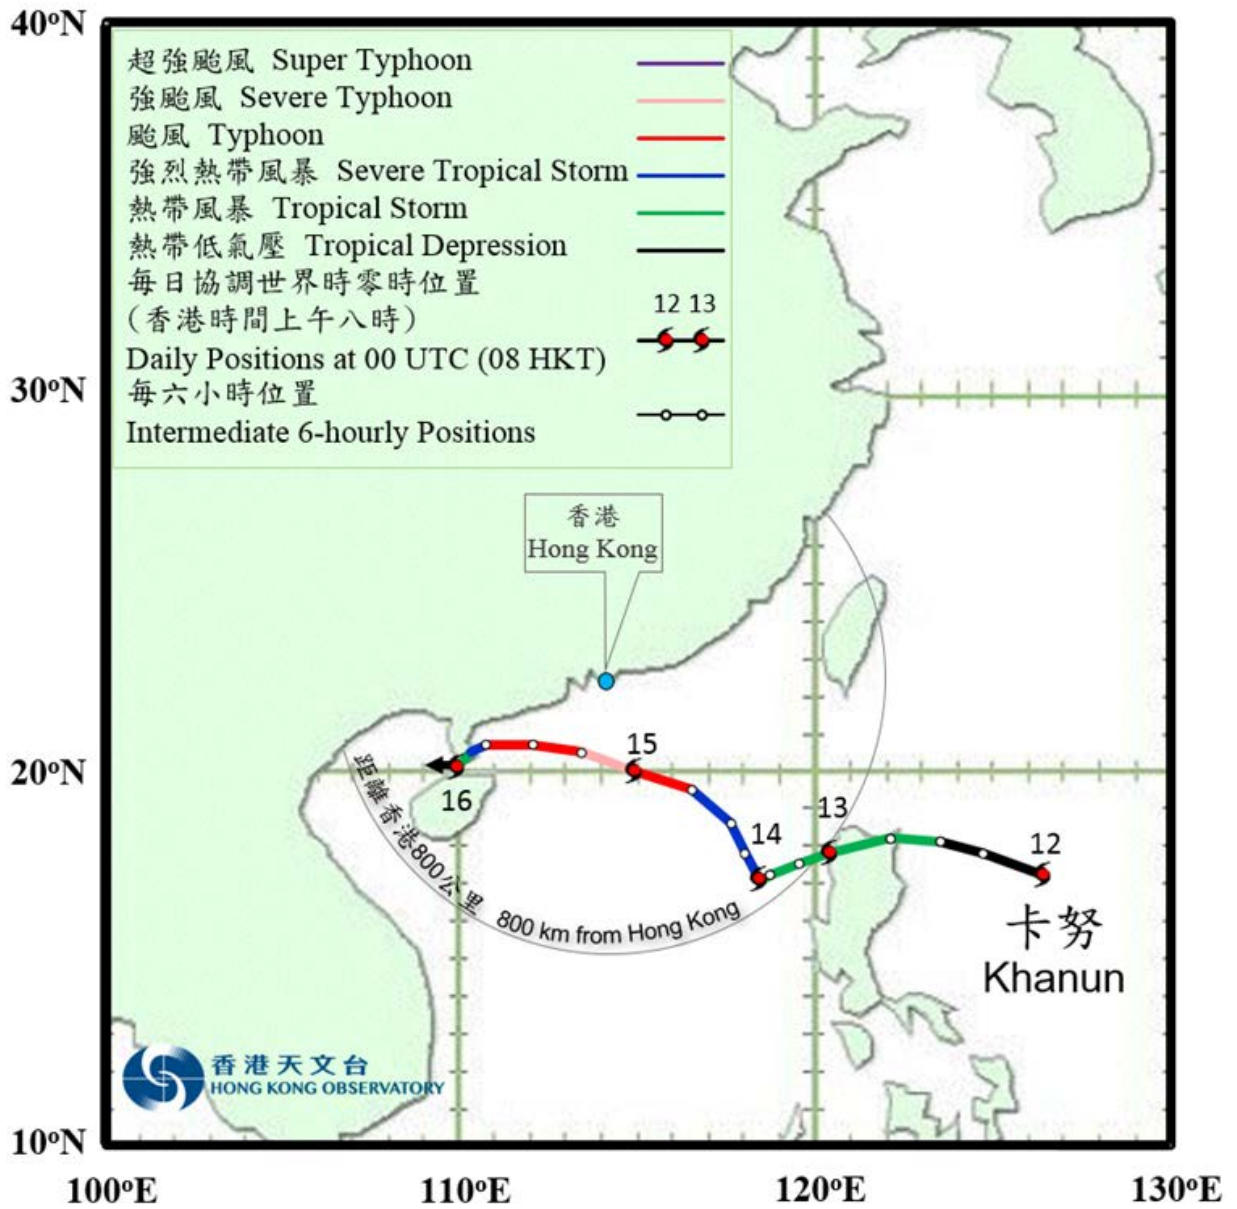 40°N
超強颱風 Super Typhoon
強颱風 Severe Typhoon
颱風 Typhoon
強烈熱帶風暴 Severe Tropical Storm
熱帶風暴 Tropical Storm
熱帶低氣壓 Tropical Depression
每日協調世界時零時位置
(香港時間上午八時)
12 13
Daily Positions at 00 UTC (08 HKT)
每六小時位置
Intermediate 6-hourly Positions
30°N
香港
Hong Kong
20°N
15
16
14
13
12
距離香港800公里
800 km from Hong Kong
卡努
Khanun
香港天文台
HONG KONG OBSERVATORY
10°N
100°E
110°E
120°E
130°E